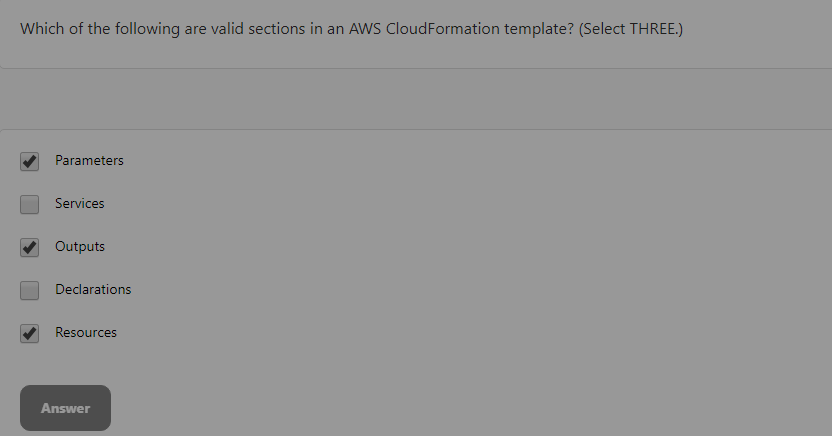 Which of the following are valid sections in an AWS CloudFormation template? (Select THREE.)
Parameters
Services
Outputs
Declarations
Resources
Answer